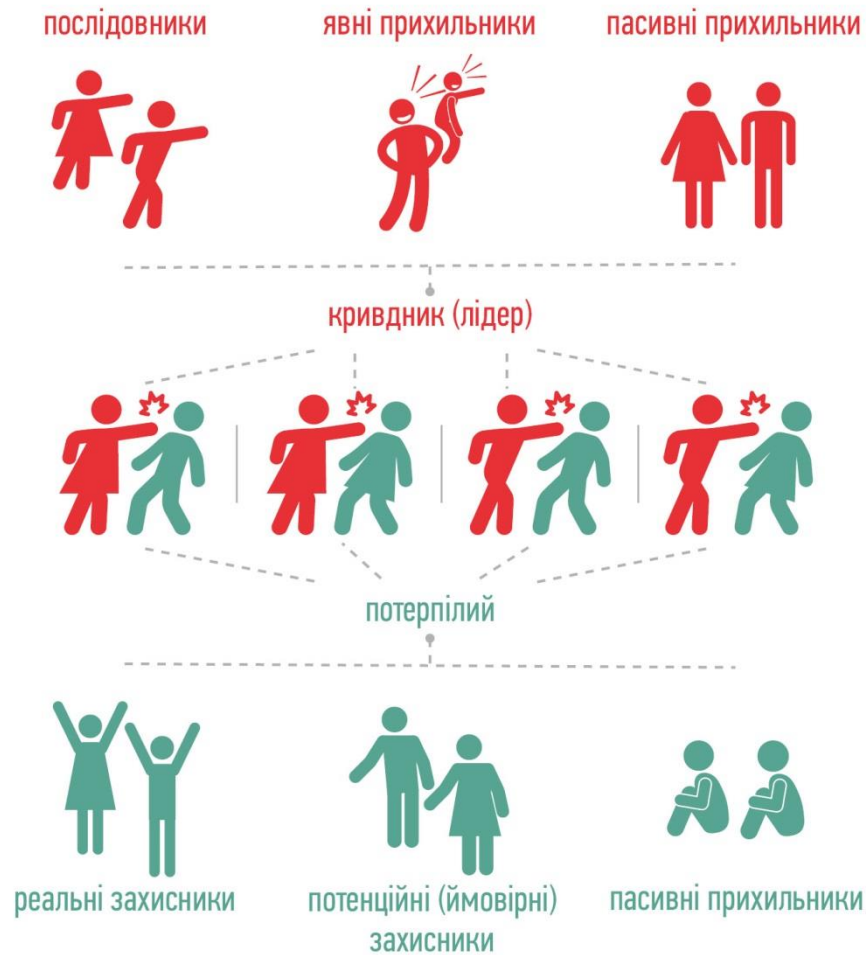 послідовники
явні прихильники
пасивні прихильники
кривдник (лідер)
потерпілий
реальні захисники
потенційні (ймовірні)
захисники
пасивні прихильники